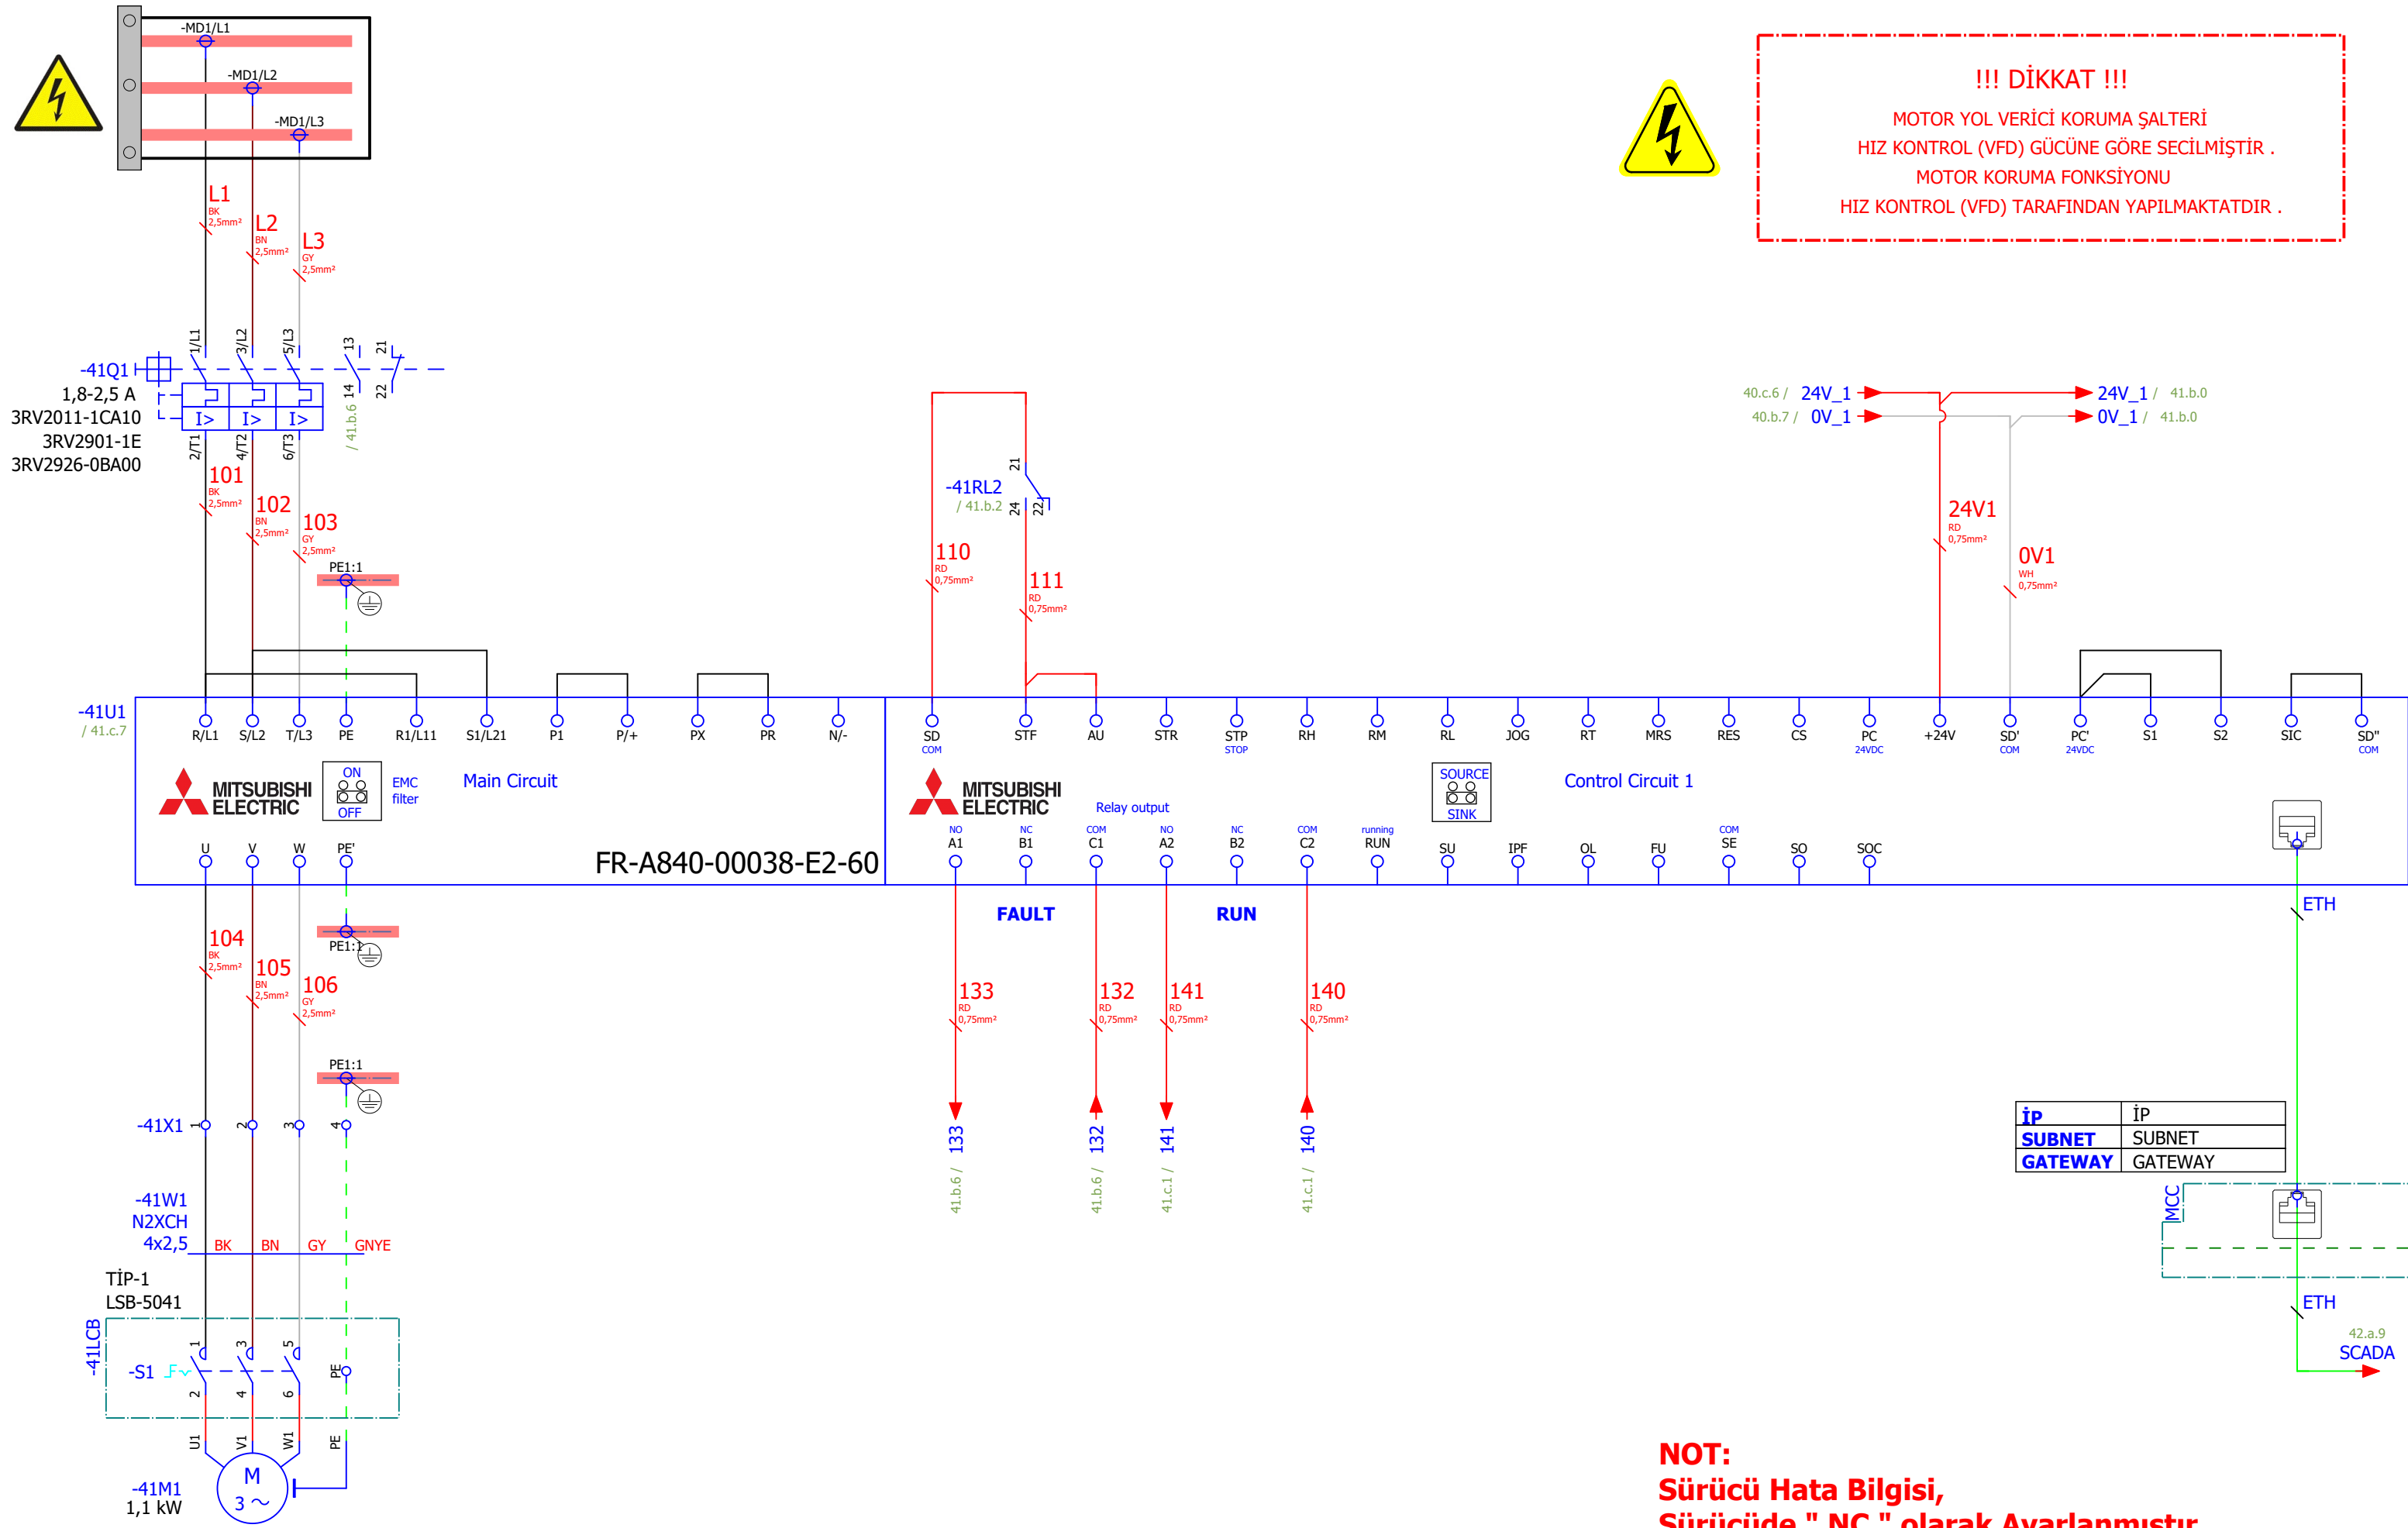 -MD1/L1
-MD1/L2
-MD1/L3
!!! DİKKAT !!!
MOTOR YOL VERİCİ KORUMA ŞALTERİ
HIZ KONTROL (VFD) GÜCÜNE GÖRE SECİLMİŞTİR .
MOTOR KORUMA FONKSİYONU
HIZ KONTROL (VFD) TARAFINDAN YAPILMAKTATDIR .
L1
BK
2,5mm²
L2
BN
2,5mm²
L3
GY
2,5mm²
1/L1 3/L2 5/L3 13 21
-41Q1
1,8-2,5 A
3RV2011-1CA10
3RV2901-1E
3RV2926-0BA00
I> I> I>
14 22
/ 41.b.6
2/T1 4/T2 6/T3
40.c.6 / 24V_1
24V_1 / 41.b.0
40.b.7 / 0V_1
0V_1 / 41.b.0
101
BK
2,5mm²
102
BN
2,5mm²
103
GY
2,5mm²
PE1:1
21
-41RL2
/ 41.b.2
24 22
110
RD
0,75mm²
111
RD
0,75mm²
24V1
RD
0,75mm²
0V1
WH
0,75mm²
-41U1
/ 41.c.7
R/L1 S/L2 T/L3 PE R1/L11 S1/L21 P1 P/+ PX PR N/-
SD STF AU STR STP RH RM RL JOG RT MRS RES CS PC +24V SD' PC' S1 S2 SIC SD"
COM STOP 24VDC COM 24VDC COM
MITSUBISHI
ELECTRIC
ON
OFF
EMC
filter
Main Circuit
MITSUBISHI
ELECTRIC
Relay output
SOURCE
SINK
Control Circuit 1
U V W PE'
FR-A840-00038-E2-60
NO NC COM NO NC COM running COM
A1 B1 C1 A2 B2 C2 RUN SU IPF OL FU SE SO SOC
FAULT
RUN
ETH
PE1:1
104
BK
2,5mm²
105
BN
2,5mm²
106
GY
2,5mm²
133
RD
0,75mm²
132
RD
0,75mm²
141
RD
0,75mm²
140
RD
0,75mm²
PE1:1
-41X1
1 2 3 4
41.b.6 / 133
41.b.6 / 132
41.c.1 / 141
41.c.1 / 140
İP İP
SUBNET SUBNET
GATEWAY GATEWAY
MCC
-41W1
N2XCH
4x2,5
BK BN GY GNYE
TİP-1
LSB-5041
-41LCB
1 3 5
-S1
PE
2 4 6
ETH
42.a.9
SCADA
U1 V1 W1 PE
M
3 ~
-41M1
1,1 kW
NOT:
Sürücü Hata Bilgisi,
Sürücüde " NC " olarak Ayarlanmıştır